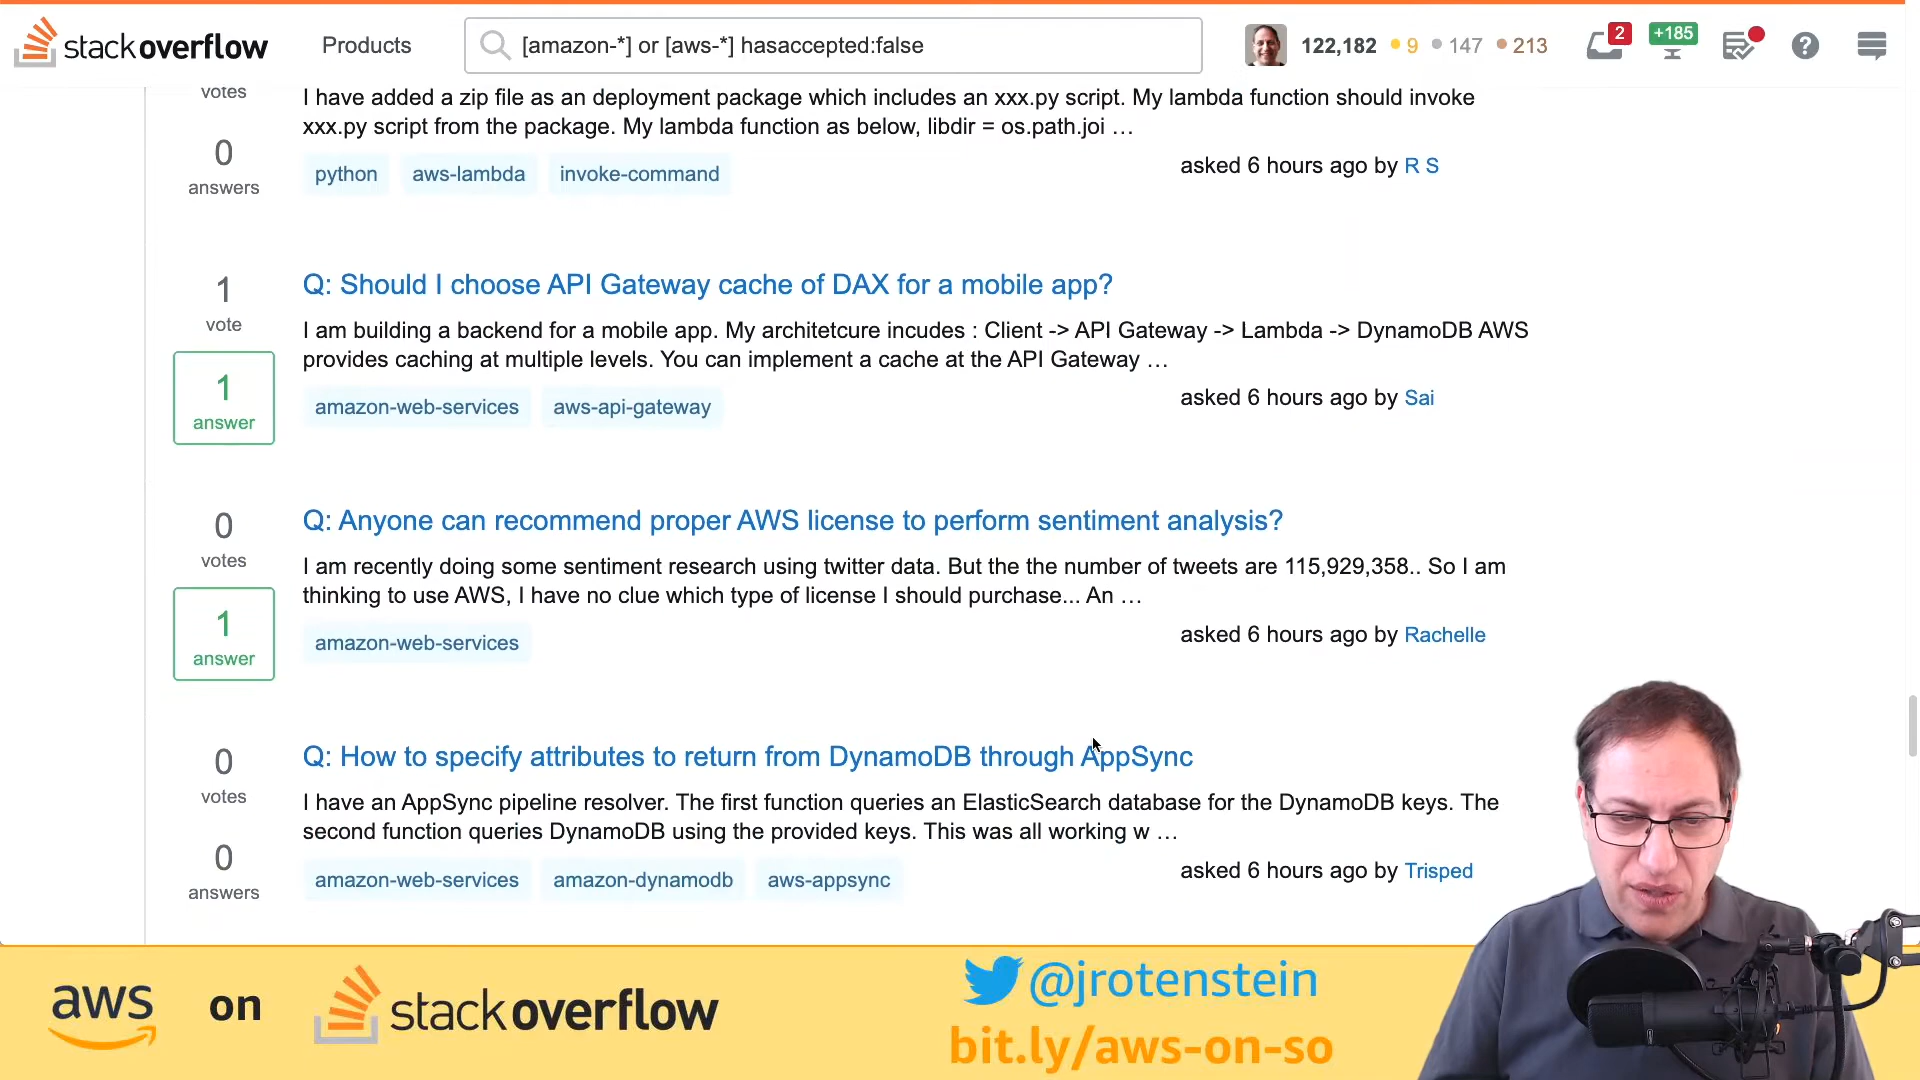 stackoverflow
Products
[amazon-*] or [aws-*] hasaccepted:false
122,182 9 147 213
2
+185
?
votes
0
answers
I have added a zip file as an deployment package which includes an xxx.py script. My lambda function should invoke
xxx.py script from the package. My lambda function as below, libdir = os.path.joi …
python aws-lambda invoke-command
asked 6 hours ago by R S
1
vote
1
answer
Q: Should I choose API Gateway cache of DAX for a mobile app?
I am building a backend for a mobile app. My architetcure incudes : Client -> API Gateway -> Lambda -> DynamoDB AWS
provides caching at multiple levels. You can implement a cache at the API Gateway …
amazon-web-services aws-api-gateway
asked 6 hours ago by Sai
0
votes
1
answer
Q: Anyone can recommend proper AWS license to perform sentiment analysis?
I am recently doing some sentiment research using twitter data. But the the number of tweets are 115,929,358.. So I am
thinking to use AWS, I have no clue which type of license I should purchase... An …
amazon-web-services
asked 6 hours ago by Rachelle
0
votes
0
answers
Q: How to specify attributes to return from DynamoDB through AppSync
I have an AppSync pipeline resolver. The first function queries an ElasticSearch database for the DynamoDB keys. The
second function queries DynamoDB using the provided keys. This was all working w …
amazon-web-services amazon-dynamodb aws-appsync
asked 6 hours ago by Trisped
aws on stackoverflow
@jrotenstein
bit.ly/aws-on-so